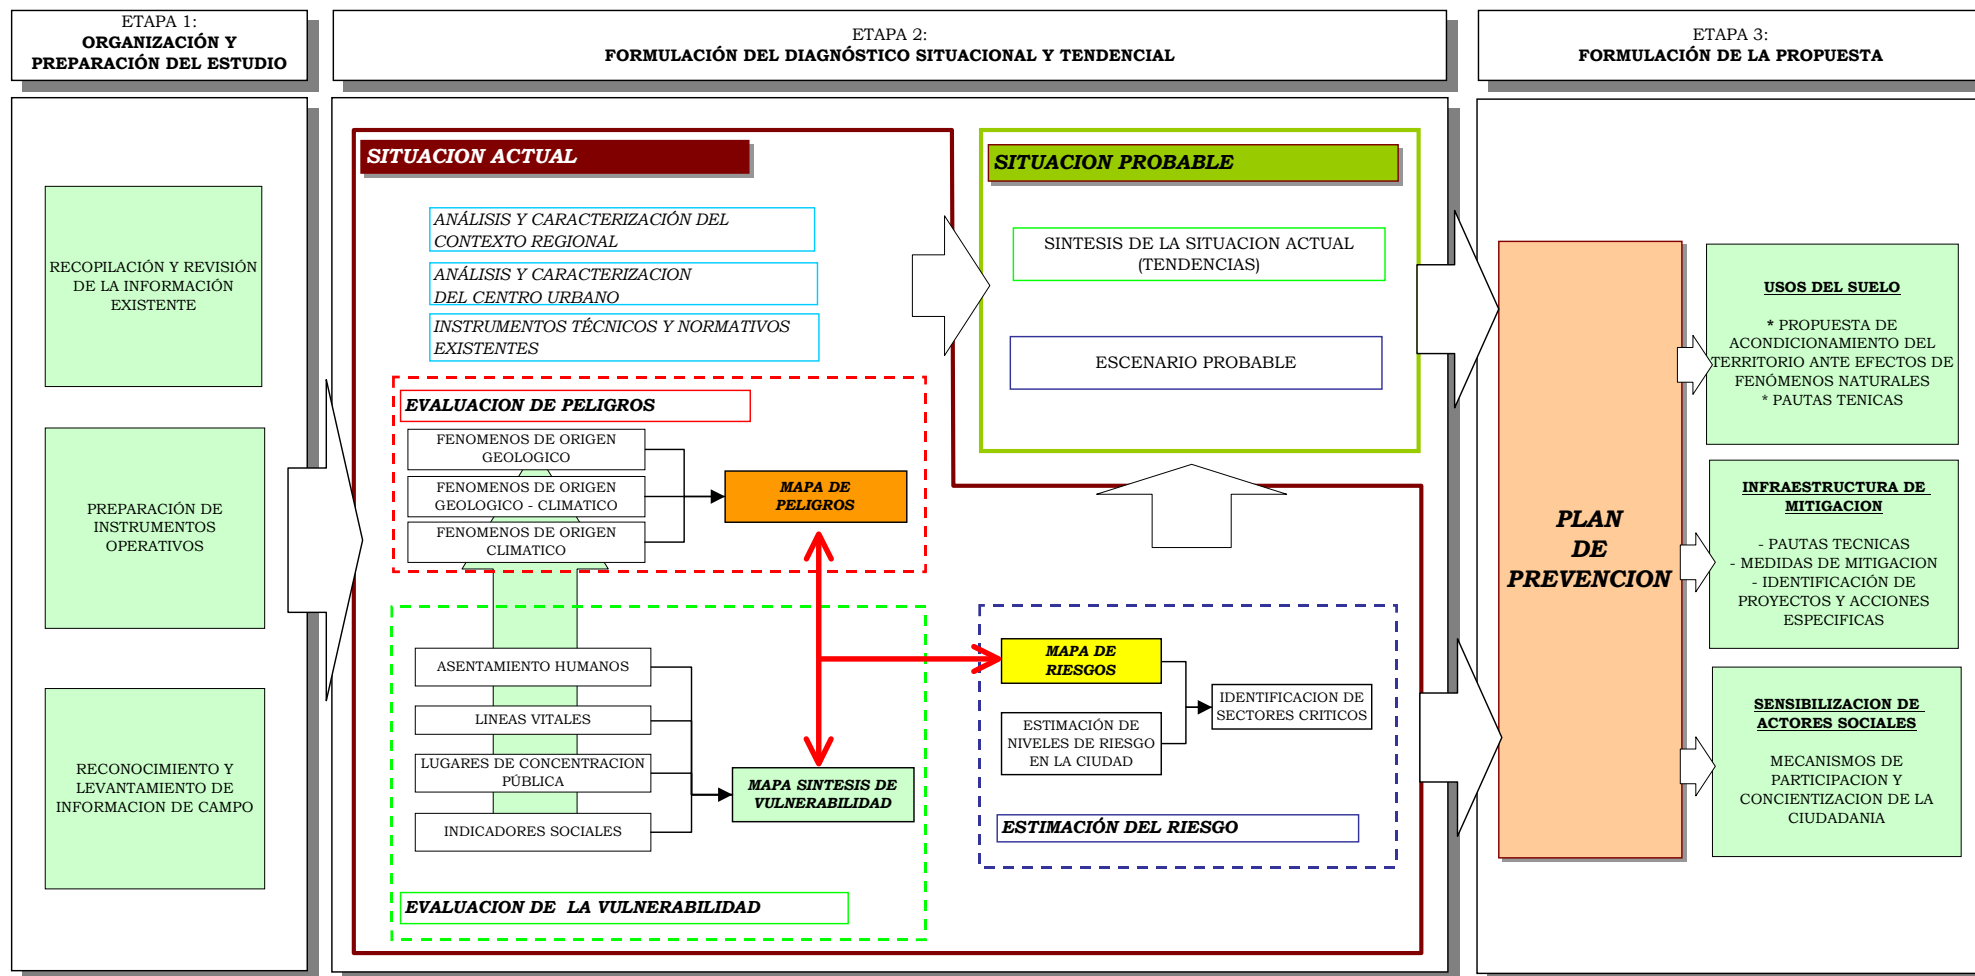 ETAPA 1:
ORGANIZACIÓN Y
PREPARACIÓN DEL ESTUDIO
ETAPA 2:
FORMULACIÓN DEL DIAGNÓSTICO SITUACIONAL Y TENDENCIAL
ETAPA 3:
FORMULACIÓN DE LA PROPUESTA
RECOPILACIÓN Y REVISIÓN
DE LA INFORMACIÓN
EXISTENTE
PREPARACIÓN DE
INSTRUMENTOS
OPERATIVOS
RECONOCIMIENTO Y
LEVANTAMIENTO DE
INFORMACION DE CAMPO
SITUACION ACTUAL
ANÁLISIS Y CARACTERIZACIÓN DEL
CONTEXTO REGIONAL
ANÁLISIS Y CARACTERIZACION
DEL CENTRO URBANO
INSTRUMENTOS TÉCNICOS Y NORMATIVOS
EXISTENTES
EVALUACION DE PELIGROS
FENOMENOS DE ORIGEN
GEOLOGICO
FENOMENOS DE ORIGEN
GEOLOGICO - CLIMATICO
FENOMENOS DE ORIGEN
CLIMATICO
MAPA DE
PELIGROS
ASENTAMIENTO HUMANOS
LINEAS VITALES
LUGARES DE CONCENTRACION
PÚBLICA
INDICADORES SOCIALES
MAPA SINTESIS DE
VULNERABILIDAD
EVALUACION DE  LA VULNERABILIDAD
SITUACION PROBABLE
SINTESIS DE LA SITUACION ACTUAL
(TENDENCIAS)
ESCENARIO PROBABLE
MAPA DE
RIESGOS
ESTIMACIÓN DE
NIVELES DE RIESGO
EN LA CIUDAD
IDENTIFICACION DE
SECTORES CRITICOS
ESTIMACIÓN DEL RIESGO
PLAN
DE
PREVENCION
USOS DEL SUELO
* PROPUESTA DE
ACONDICIONAMIENTO DEL
TERRITORIO ANTE EFECTOS DE
FENÓMENOS NATURALES
* PAUTAS TENICAS
INFRAESTRUCTURA DE
MITIGACION
- PAUTAS TECNICAS
- MEDIDAS DE MITIGACION
- IDENTIFICACIÓN DE
PROYECTOS Y ACCIONES
ESPECIFICAS
SENSIBILIZACION DE
ACTORES SOCIALES
MECANISMOS DE
PARTICIPACION Y
CONCIENTIZACION DE LA
CIUDADANIA